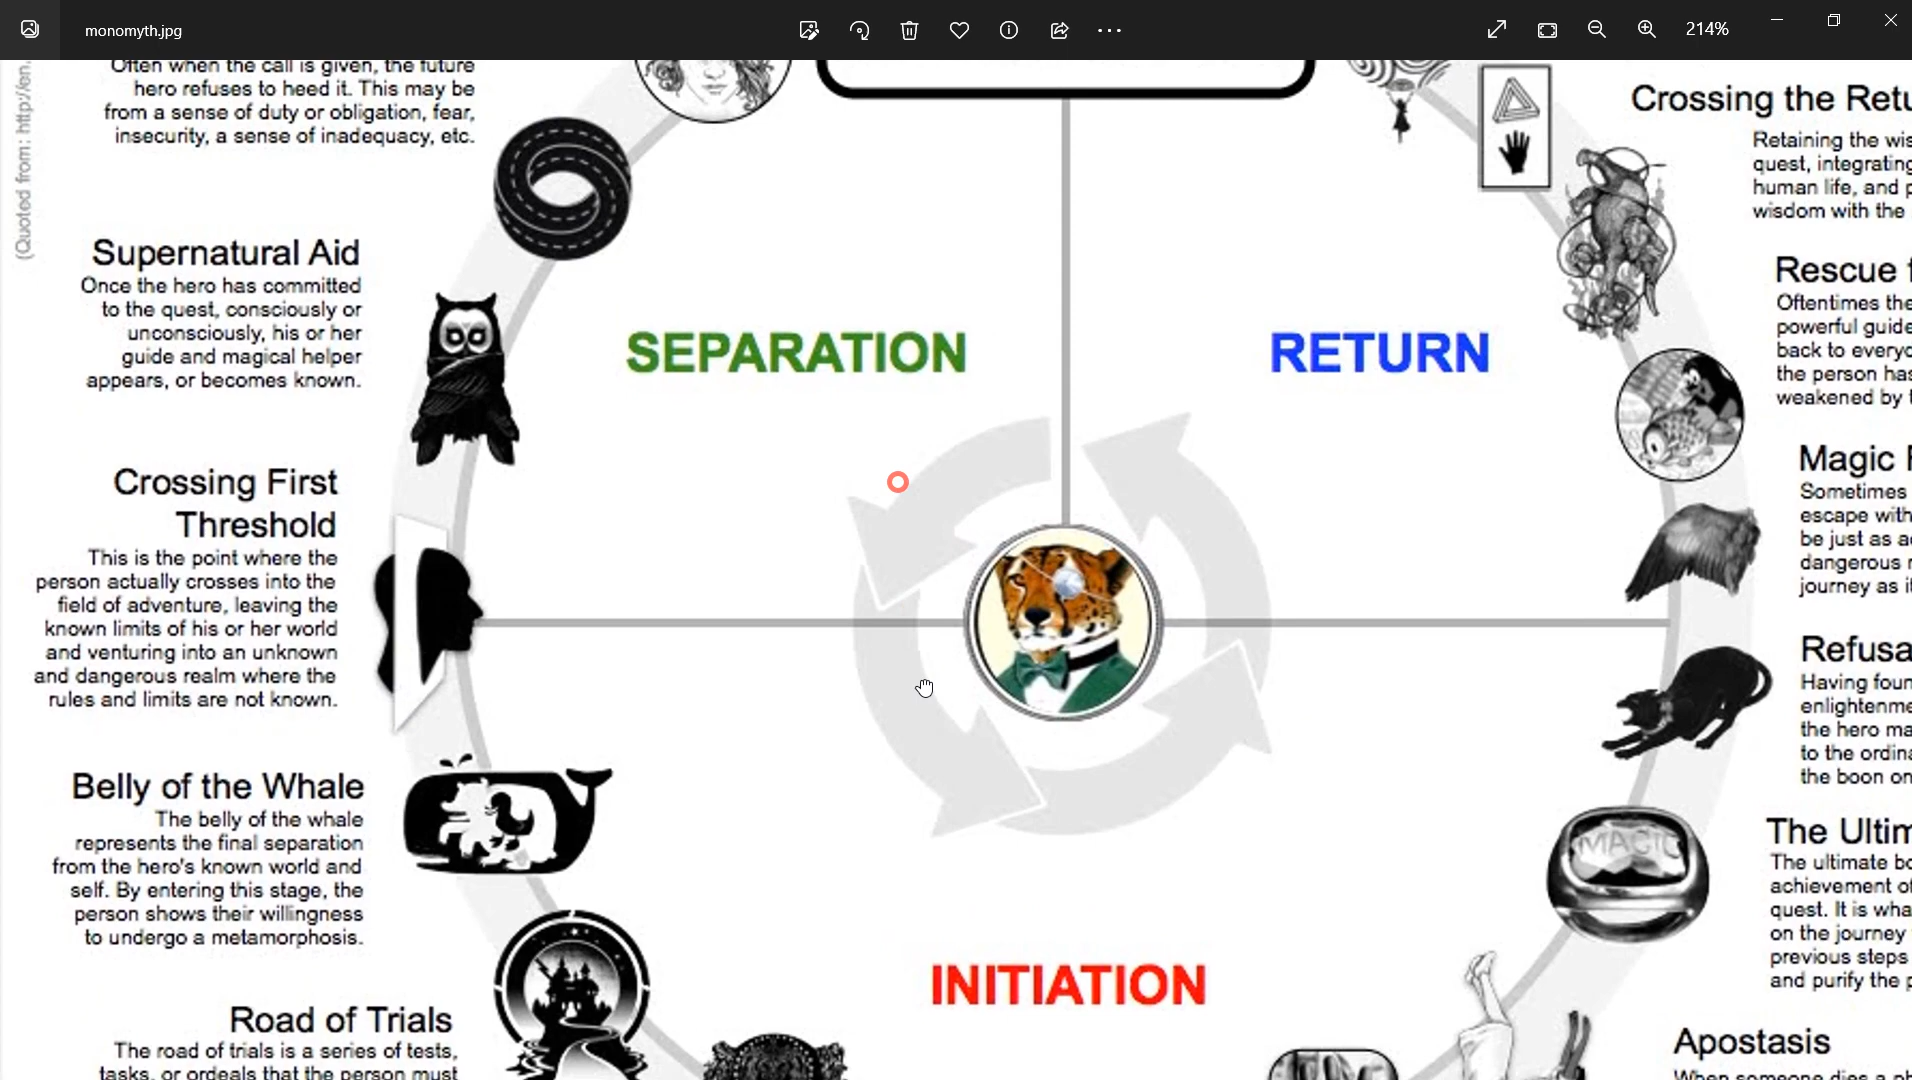 monomyth.jpg
214%
(Quoted from: http://en.
Often when the call is given, the future
hero refuses to heed it. This may be
from a sense of duty or obligation, fear,
insecurity, a sense of inadequacy, etc.
Supernatural Aid
Once the hero has committed
to the quest, consciously or
unconsciously, his or her
guide and magical helper
appears, or becomes known.
Crossing First
Threshold
This is the point where the
person actually crosses into the
field of adventure, leaving the
known limits of his or her world
and venturing into an unknown
and dangerous realm where the
rules and limits are not known.
Belly of the Whale
The belly of the whale
represents the final separation
from the hero's known world and
self. By entering this stage, the
person shows their willingness
to undergo a metamorphosis.
Road of Trials
The road of trials is a series of tests,
tasks, or ordeals that the person must
SEPARATION
RETURN
INITIATION
Crossing the Retu
Retaining the wis
quest, integrating
human life, and p
wisdom with the
Rescue f
Oftentimes the
powerful guide
back to everyd
the person has
weakened by t
Magic F
Sometimes
escape with
be just as a
dangerous r
journey as it
Refusa
Having foun
enlightenme
the hero ma
to the ordina
the boon on
MAGIC
The Ultim
The ultimate bo
achievement of
quest. It is wha
on the journey
previous steps
and purify the p
Apostasis
When someone dies a ph